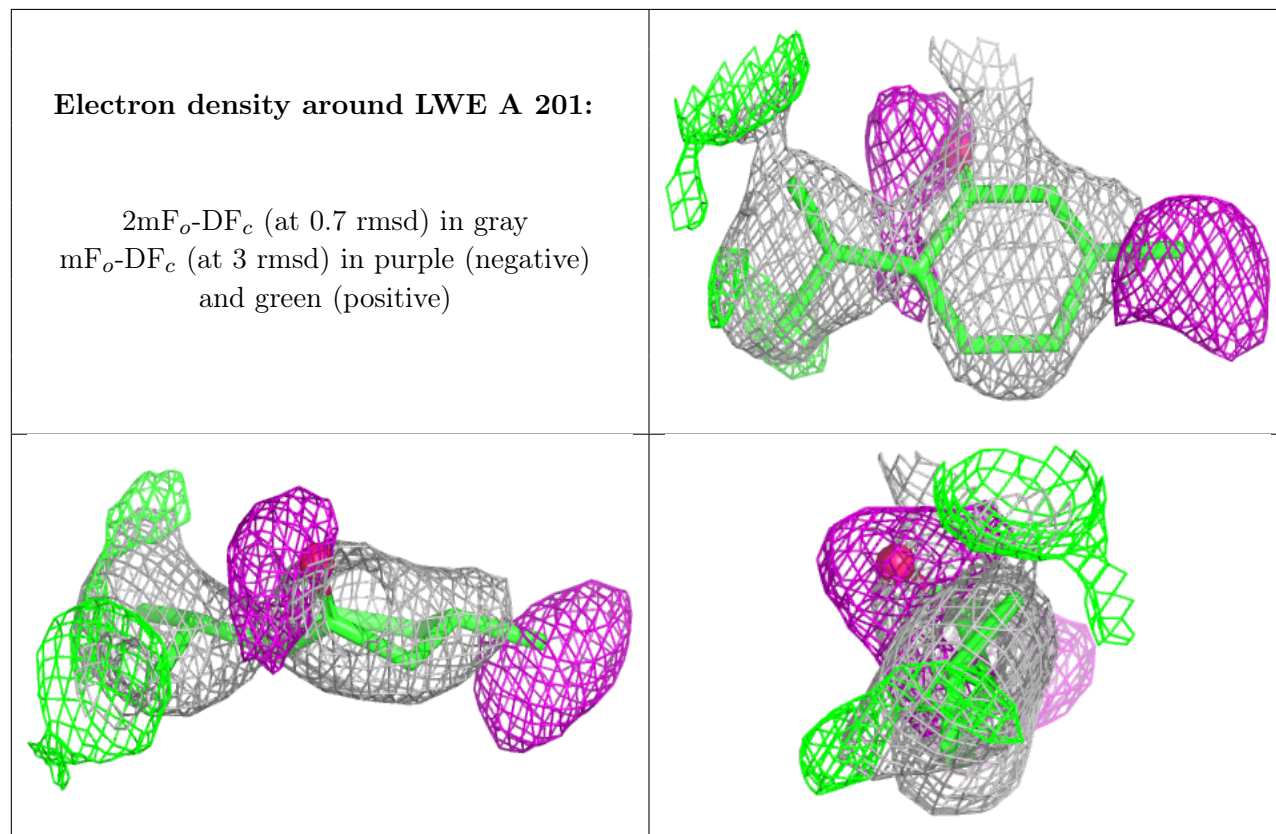 Electron density around LWE A 201:
2mFo-DFc (at 0.7 rmsd) in gray
mFo-DFc (at 3 rmsd) in purple (negative)
and green (positive)